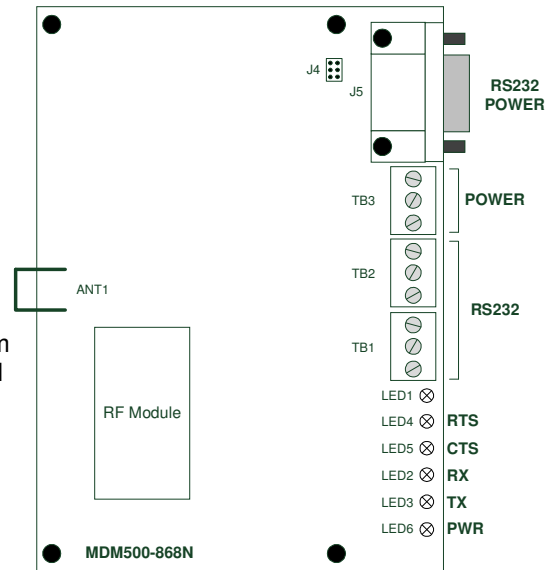 J4
J5
RS232
POWER
TB3
POWER
TB2
RS232
ANT1
TB1
m
RF Module
LED1
LED4 RTS
LED5 CTS
LED2 RX
LED3 TX
LED6 PWR
MDM500-868N